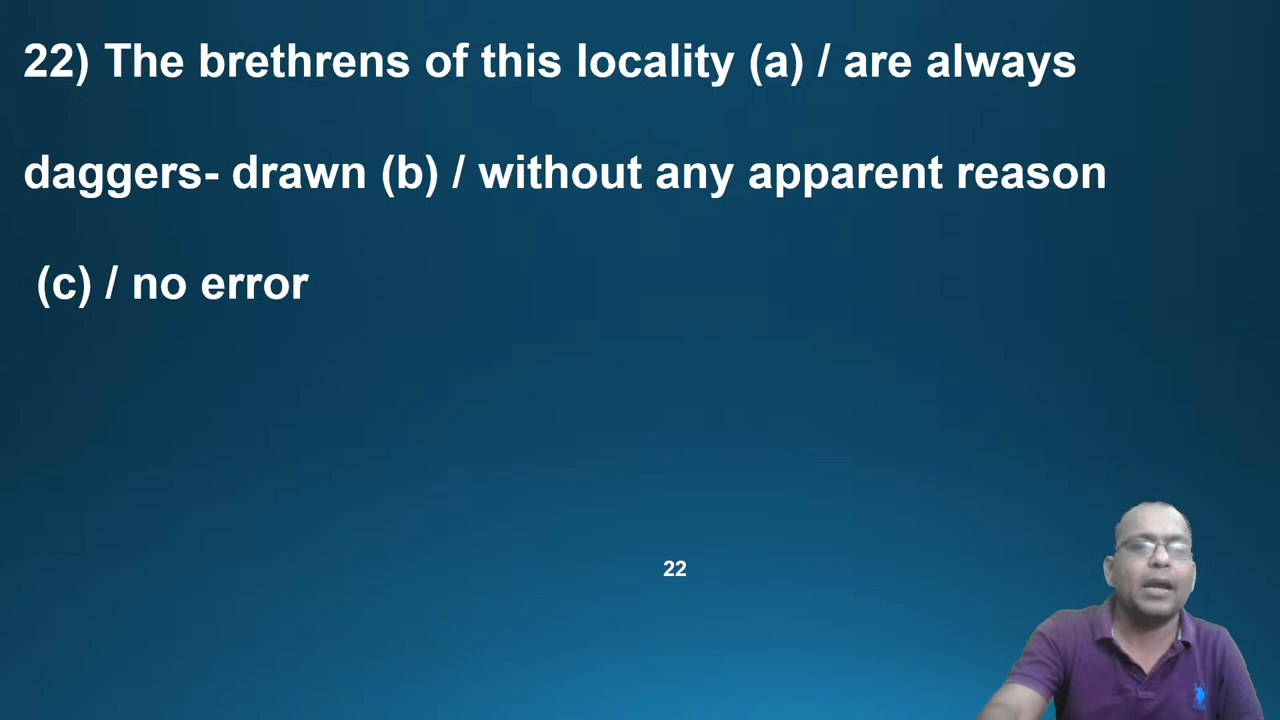 22) The brethrens of this locality (a) / are always
daggers- drawn (b) / without any apparent reason
(c) / no error
22